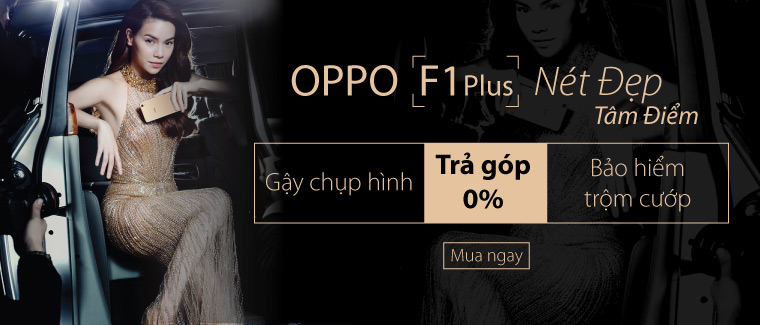 OPPO [F1 Plus] Nét Đẹp
Tâm Điểm
Gậy chụp hình
Trả góp
0%
Bảo hiểm
trộm cướp
Mua ngay